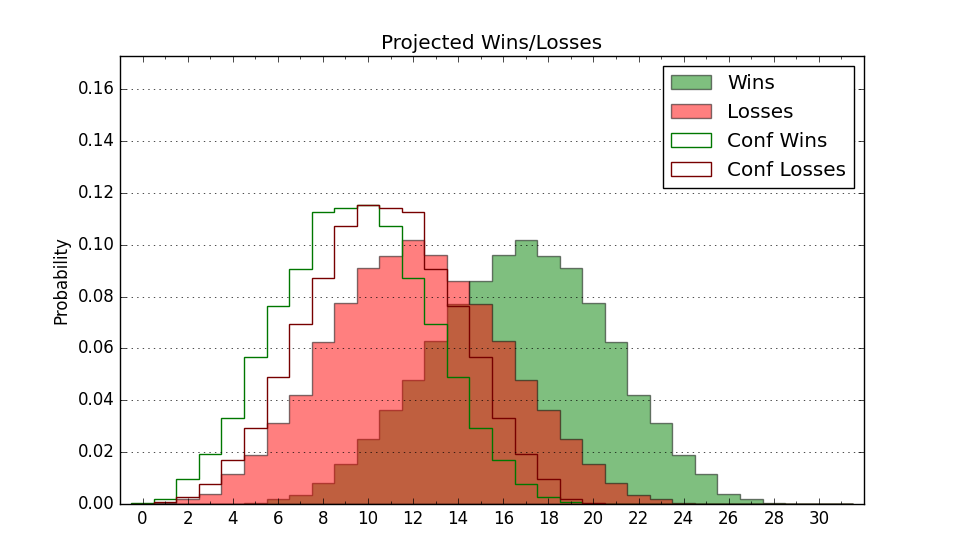 Projected Wins/Losses
Wins
Losses
Conf Wins
Conf Losses
Probability
0.16
0.14
0.12
0.10
0.08
0.06
0.04
0.02
0.00
0 2 4 6 8 10 12 14 16 18 20 22 24 26 28 30